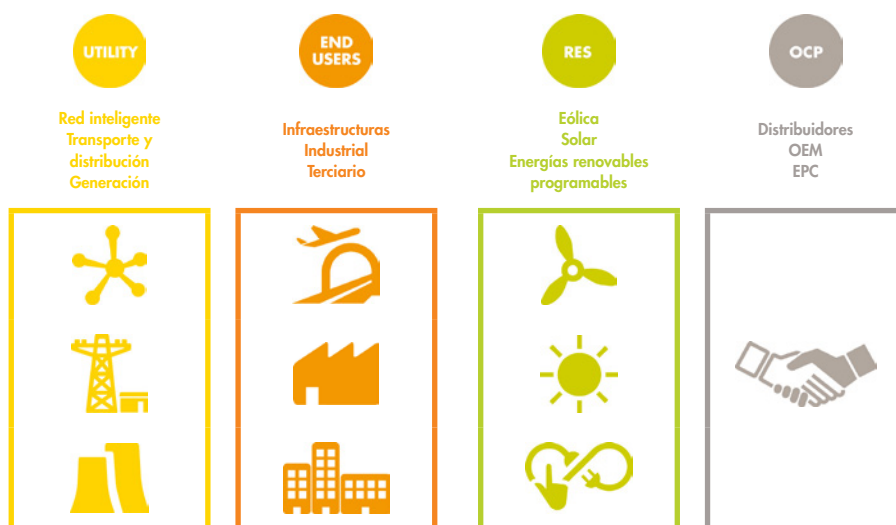 UTILITY
Red inteligente
Transporte y
distribución
Generación
END
USERS
Infraestructuras
Industrial
Terciario
RES
Eólica
Solar
Energías renovables
programables
OCP
Distribuidores
OEM
EPC